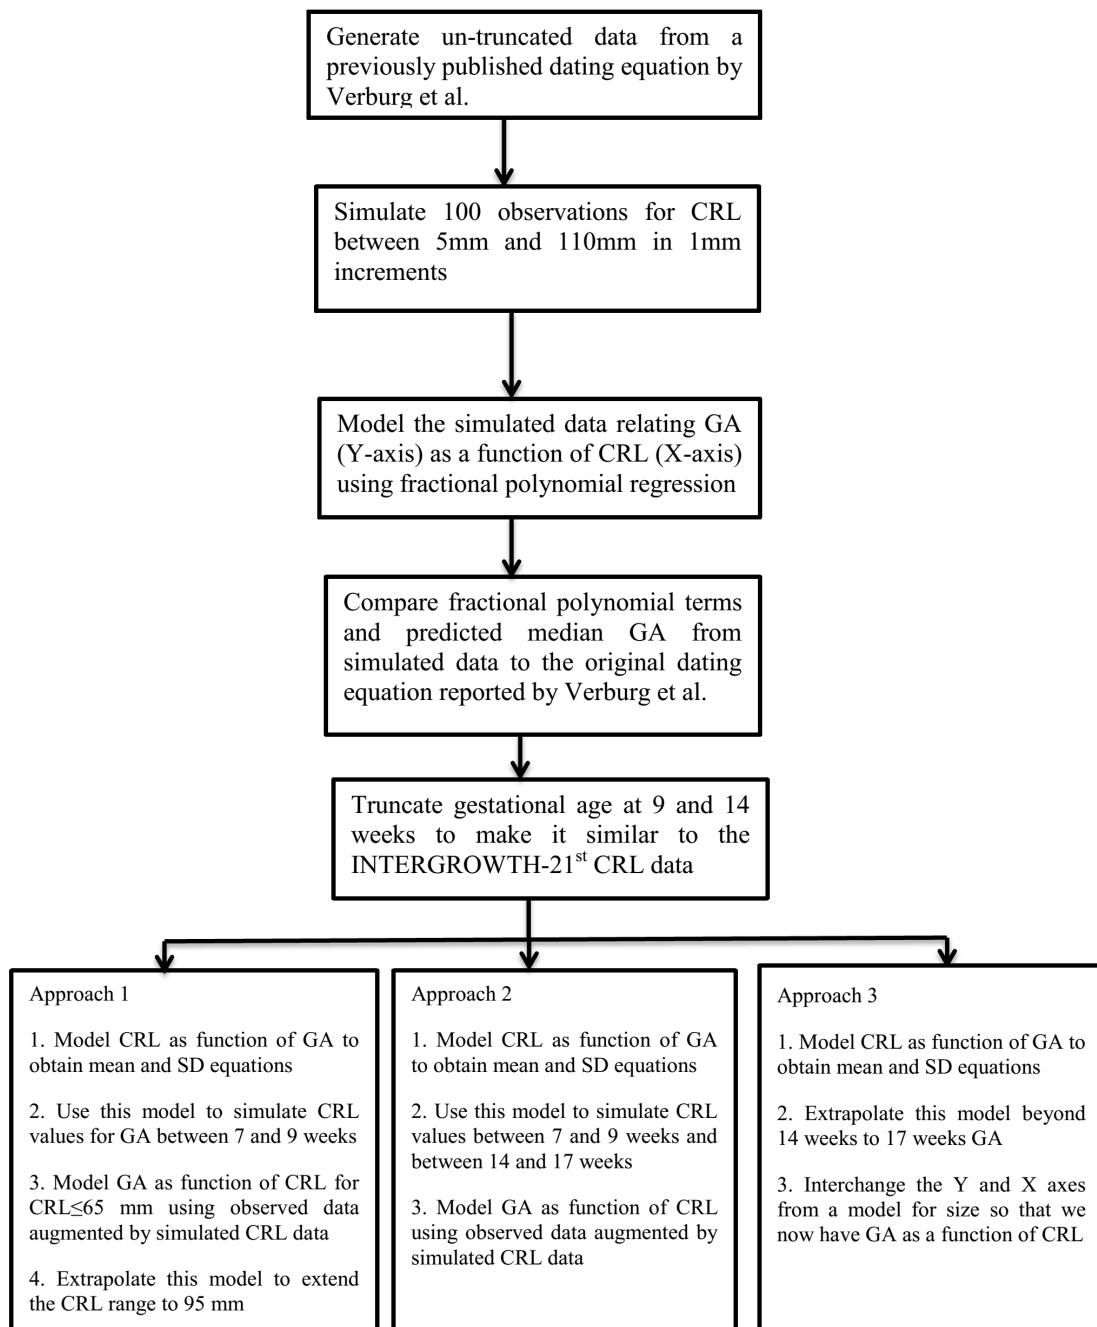 Generate un-truncated data from a
previously published dating equation by
Verburg et al.
Simulate 100 observations for CRL
between 5mm and 110mm in 1mm
increments
Model the simulated data relating GA
(Y-axis) as a function of CRL (X-axis)
using fractional polynomial regression
Compare fractional polynomial terms
and predicted median GA from
simulated data to the original dating
equation reported by Verburg et al.
Truncate gestational age at 9 and 14
weeks to make it similar to the
INTERGROWTH-21st CRL data
Approach 1
1. Model CRL as function of GA to
obtain mean and SD equations
2. Use this model to simulate CRL
values for GA between 7 and 9 weeks
3. Model GA as function of CRL for
CRL≤65 mm using observed data
augmented by simulated CRL data
4. Extrapolate this model to extend
the CRL range to 95 mm
Approach 2
1. Model CRL as function of GA
to obtain mean and SD equations
2. Use this model to simulate CRL
values between 7 and 9 weeks and
between 14 and 17 weeks
3. Model GA as function of CRL
using observed data augmented by
simulated CRL data
Approach 3
1. Model CRL as function of GA to
obtain mean and SD equations
2. Extrapolate this model beyond
14 weeks to 17 weeks GA
3. Interchange the Y and X axes
from a model for size so that we
now have GA as a function of CRL